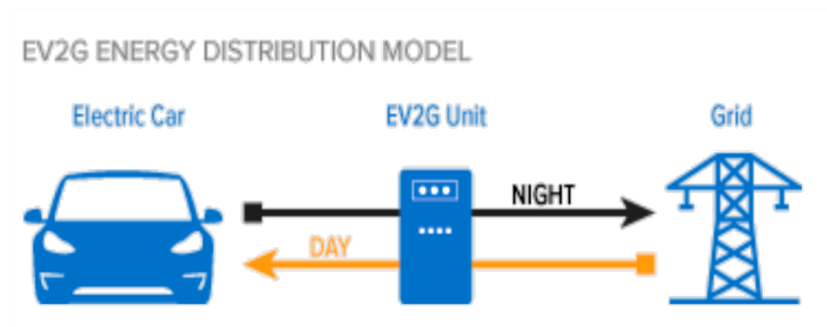 EV2G ENERGY DISTRIBUTION MODEL
Electric Car
EV2G Unit
Grid
NIGHT
DAY